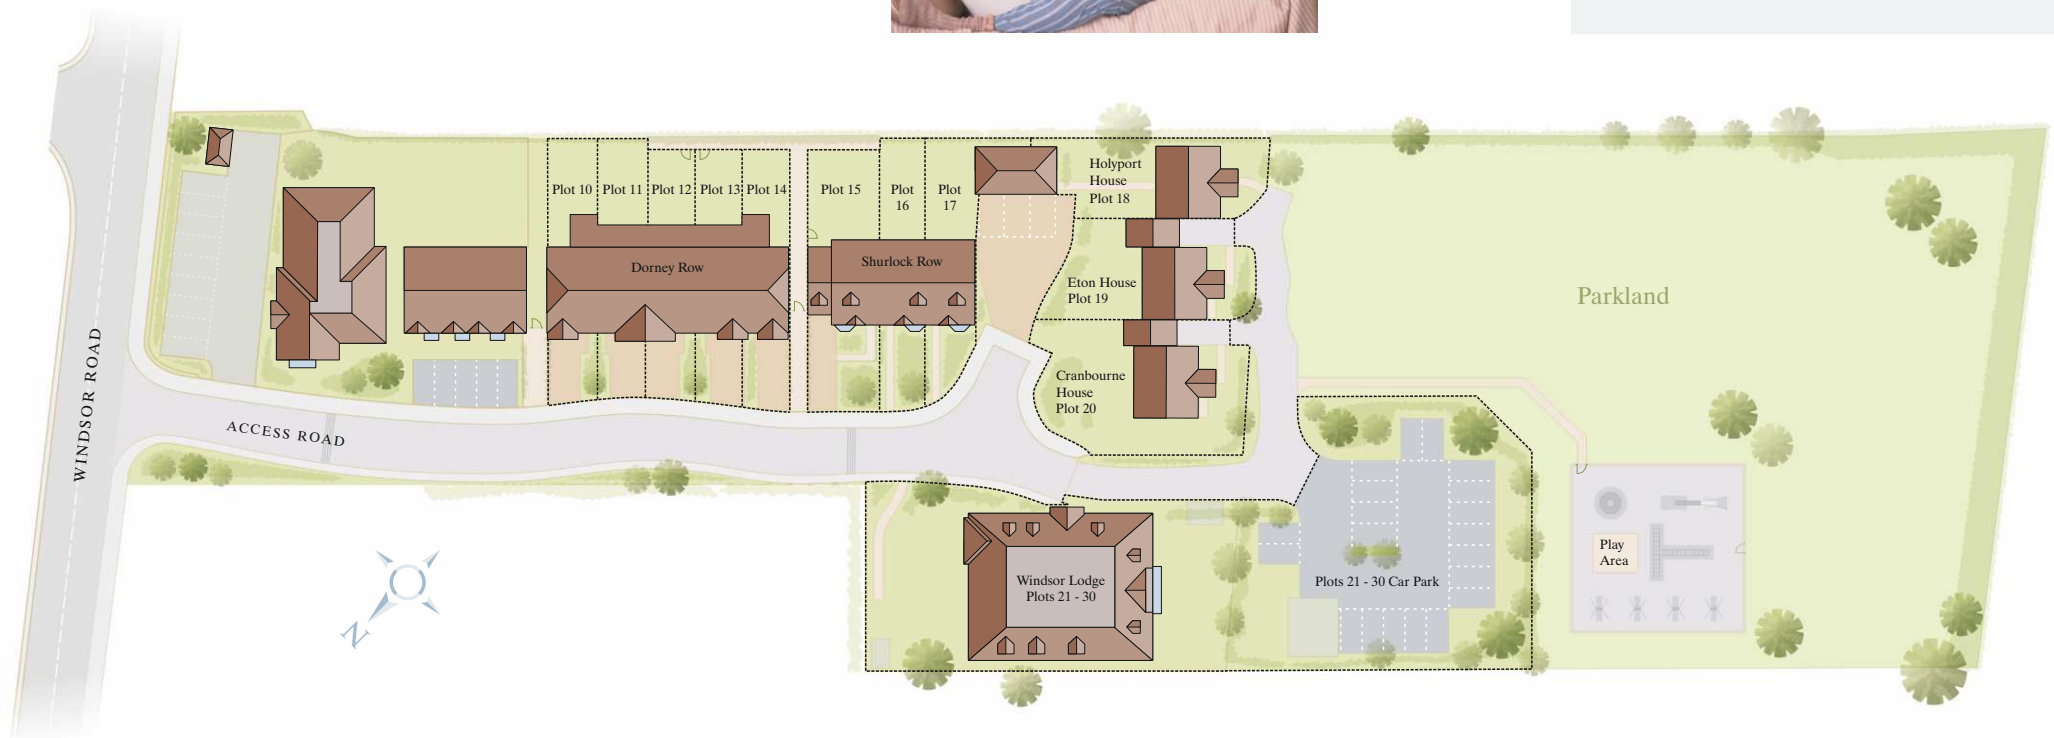 WINDSOR ROAD
ACCESS ROAD
Plot 10
Plot 11
Plot 12
Plot 13
Plot 14
Dorney Row
Plot 15
Plot
16
Plot
17
Shurlock Row
Holyport
House
Plot 18
Eton House
Plot 19
Cranbourne
House
Plot 20
Parkland
Windsor Lodge
Plots 21 - 30
Plots 21 - 30 Car Park
Play
Area
N